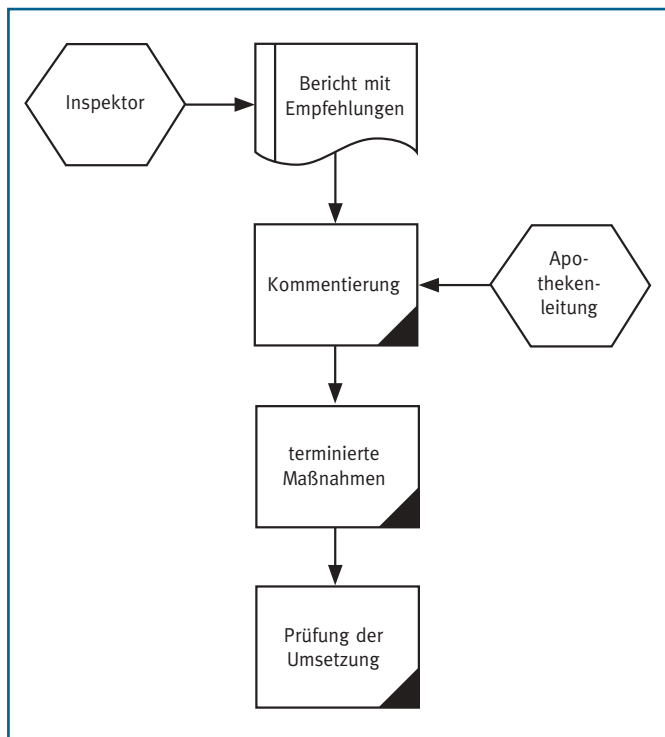 Inspektor
Bericht mit
Empfehlungen
Kommentierung
Apo-
theken-
leitung
terminierte
Maßnahmen
Prüfung der
Umsetzung